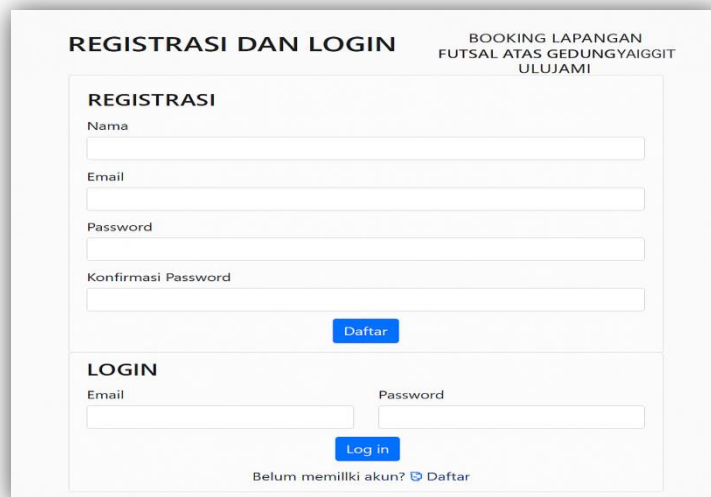 REGISTRASI DAN LOGIN
BOOKING LAPANGAN
FUTSAL ATAS GEDUNGYAIGGIT
ULUJAMI
REGISTRASI
Nama
Email
Password
Konfirmasi Password
Daftar
LOGIN
Email Password
Log in
Belum memillki akun? Daftar